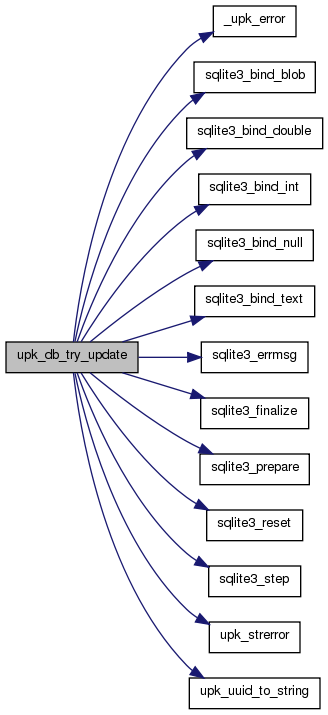 _upk_error
sqlite3_bind_blob
sqlite3_bind_double
sqlite3_bind_int
sqlite3_bind_null
sqlite3_bind_text
upk_db_try_update
sqlite3_errmsg
sqlite3_finalize
sqlite3_prepare
sqlite3_reset
sqlite3_step
upk_strerror
upk_uuid_to_string